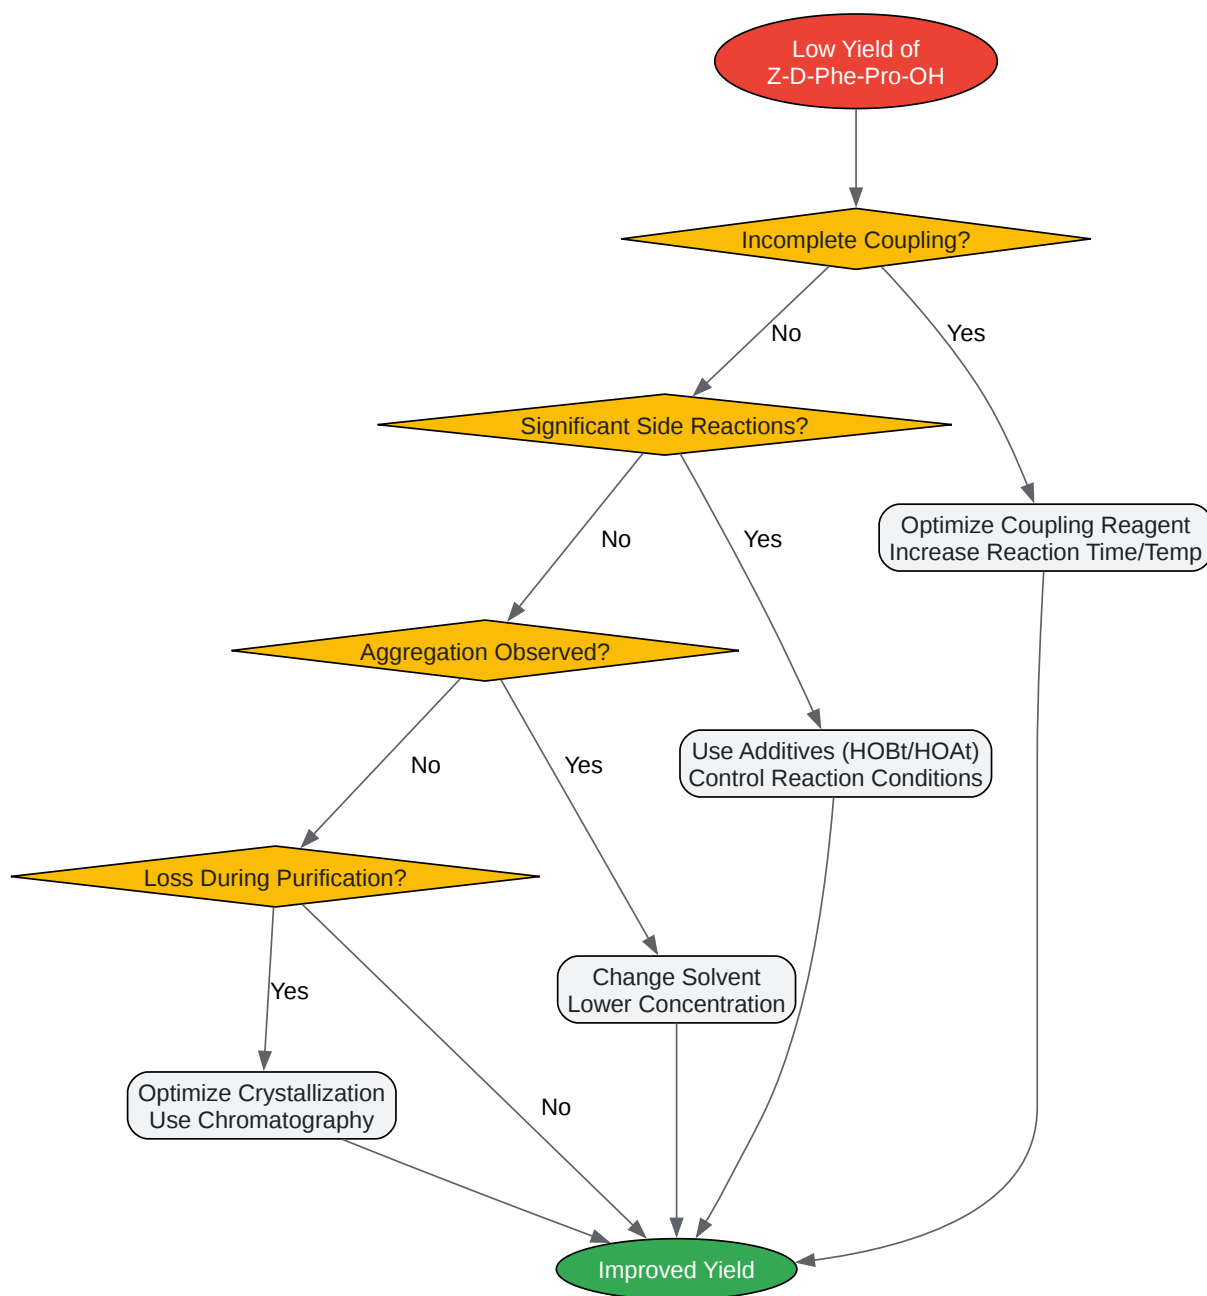 Low Yield of
Z-D-Phe-Pro-OH
Incomplete Coupling?
No
Yes
Significant Side Reactions?
Optimize Coupling Reagent
Increase Reaction Time/Temp
No
Yes
Aggregation Observed?
Use Additives (HOBt/HOAt)
Control Reaction Conditions
No
Yes
Loss During Purification?
Change Solvent
Lower Concentration
Yes
Optimize Crystallization
Use Chromatography
No
Improved Yield